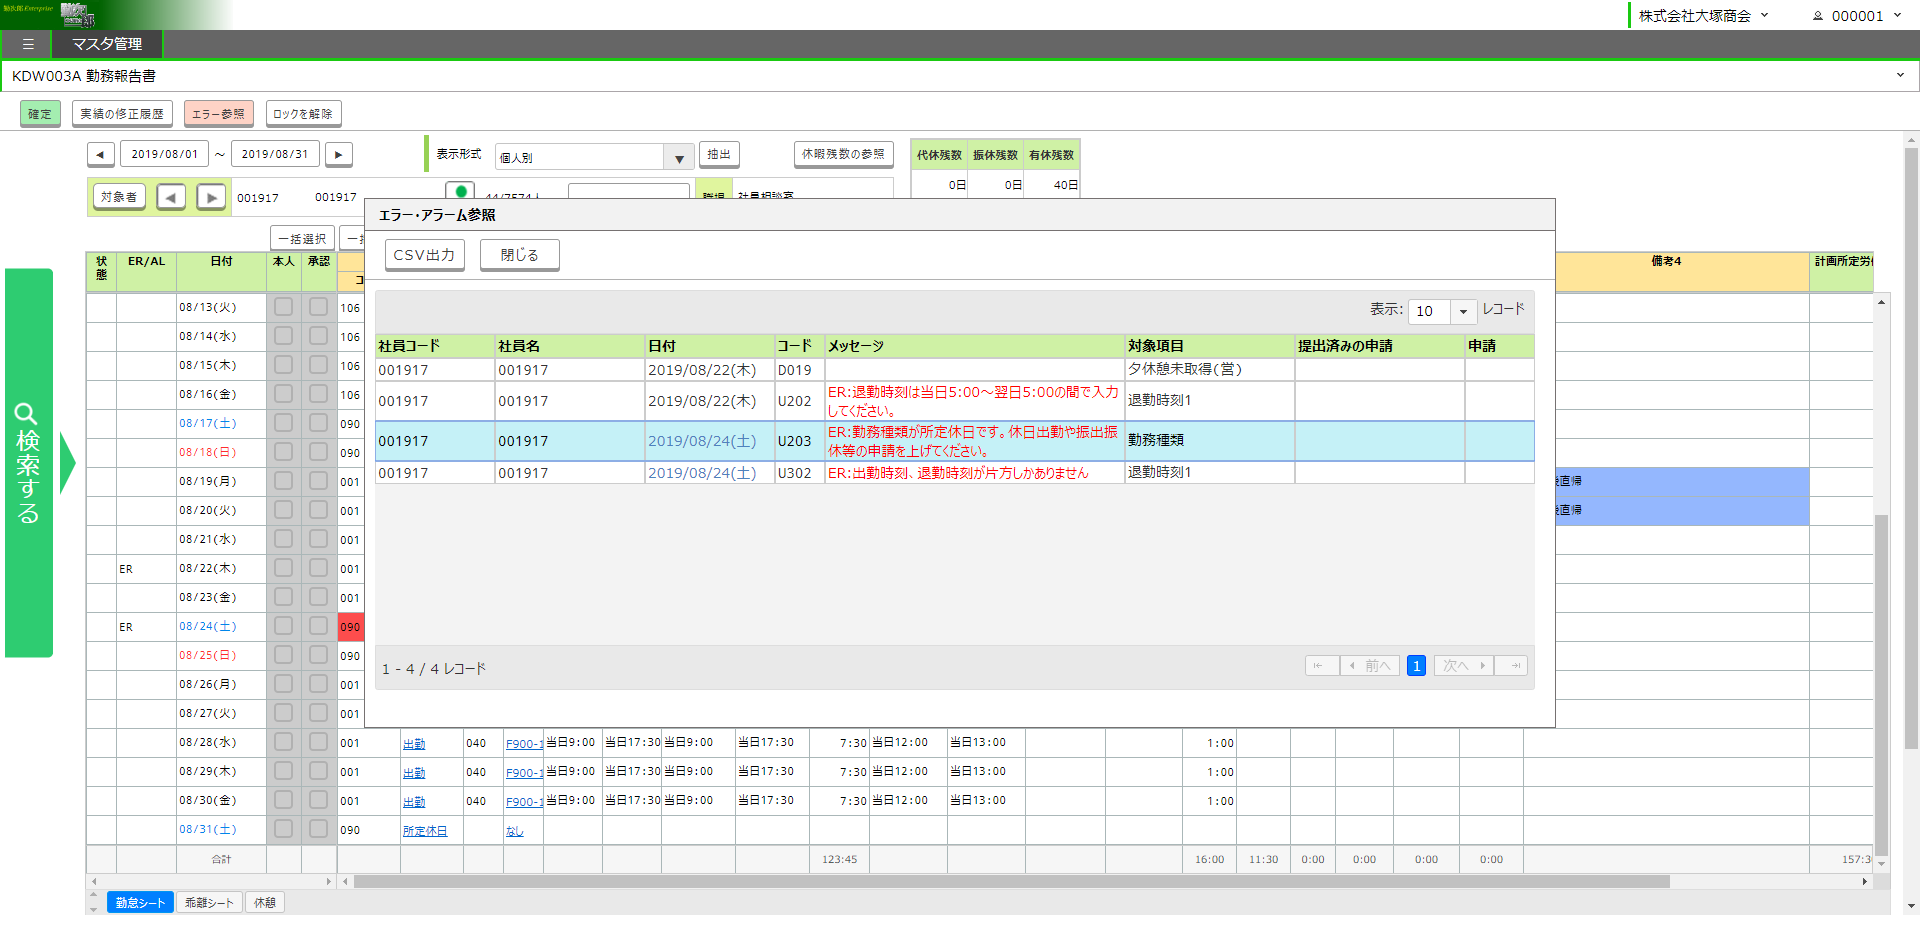 勤次郎 Enterprise
株式会社大塚商会
000001
マスタ管理
KDW003A 勤務報告書
確定 実績の修正履歴 エラー参照 ロックを解除
2019/08/01 ～ 2019/08/31 表示形式 個人別 抽出 休暇残数の参照 代休残数 振休残数 有休残数
0日 0日 40日
対象者 001917 001917 44/7574人 職場 社員相談室
一括選択
検索する
状態 ER/AL 日付 本人 承認 備考4
エラー・アラーム参照
CSV出力 閉じる
表示: 10 レコード
社員コード 社員名 日付 コード メッセージ 対象項目 提出済みの申請 申請
001917 001917 2019/08/22(木) D019 夕休憩未取得(営)
001917 001917 2019/08/22(木) U202 ER:退勤時刻は当日5:00～翌日5:00の間で入力
してください。 退勤時刻1
001917 001917 2019/08/24(土) U203 ER:勤務種類が所定休日です。休日出勤や振出振
休等の申請を上げてください。 勤務種類
001917 001917 2019/08/24(土) U302 ER:出勤時刻、退勤時刻が片方しかありません 退勤時刻1
1 - 4 / 4 レコード 前へ 1 次へ
08/13(火) 106
08/14(水) 106
08/15(木) 106
08/16(金) 106
08/17(土) 090
08/18(日) 090
08/19(月) 001 直帰
08/20(火) 001 直帰
08/21(水) 001
ER 08/22(木) 001
08/23(金) 001
ER 08/24(土) 090
08/25(日) 090
08/26(月) 001
08/27(火) 001
08/28(水) 001 出勤 040 F900-1 当日9:00 当日17:30 当日9:00 当日17:30 7:30 当日12:00 当日13:00 1:00
08/29(木) 001 出勤 040 F900-1 当日9:00 当日17:30 当日9:00 当日17:30 7:30 当日12:00 当日13:00 1:00
08/30(金) 001 出勤 040 F900-1 当日9:00 当日17:30 当日9:00 当日17:30 7:30 当日12:00 当日13:00 1:00
08/31(土) 090 所定休日 なし
合計 123:45 16:00 11:30 0:00 0:00 0:00 0:00 157:3
勤怠シート 乖離シート 休憩